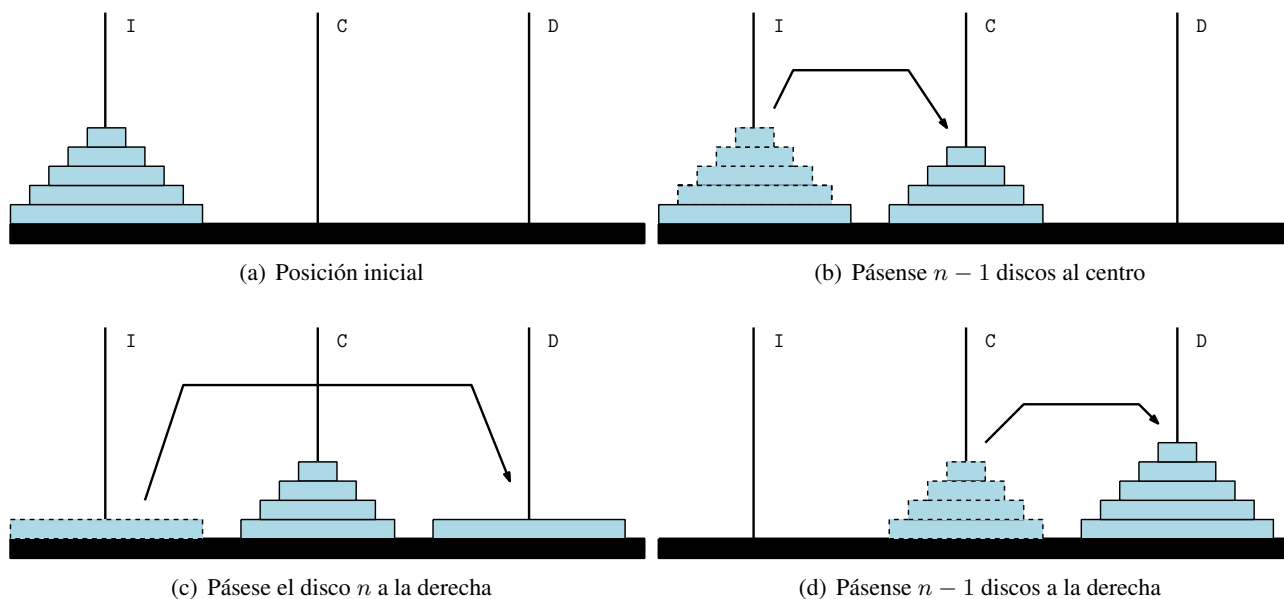 I C D
I C D
(a) Posición inicial
(b) Pásense n − 1 discos al centro
I C D
I C D
(c) Pásese el disco n a la derecha
(d) Pásense n − 1 discos a la derecha